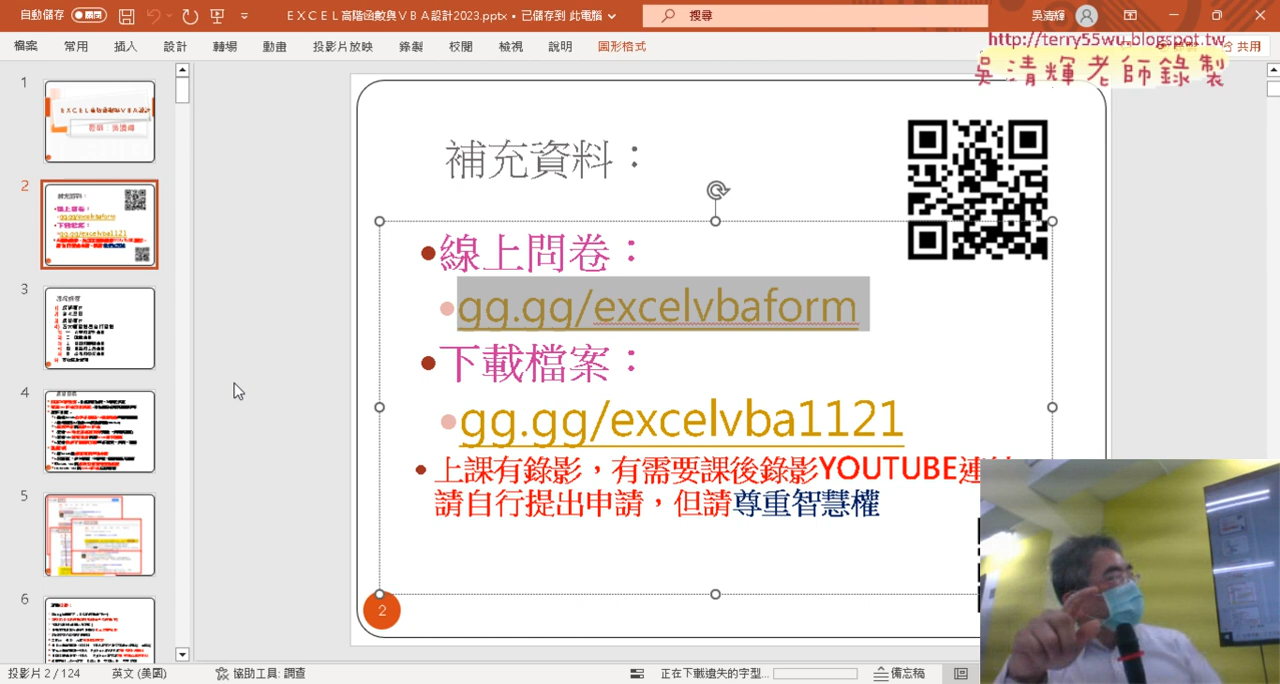 自動儲存 關閉 ＥＸＣＥＬ高階函數與ＶＢＡ設計2023.pptx • 已儲存到 此電腦 搜尋 吳清輝
http://terry55wu.blogspot.tw
吳清輝老師錄製
檔案 常用 插入 設計 轉場 動畫 投影片放映 錄製 校閱 檢視 說明 圖形格式 共用
1
2
3
4
5
6
補充資料：
線上問卷：
gg.gg/excelvbaform
下載檔案：
gg.gg/excelvba1121
上課有錄影，有需要課後錄影YOUTUBE連
請自行提出申請，但請尊重智慧權
2
投影片 2 / 124 英文 (美國) 協助工具: 調查 正在下載遺失的字型... 備忘稿